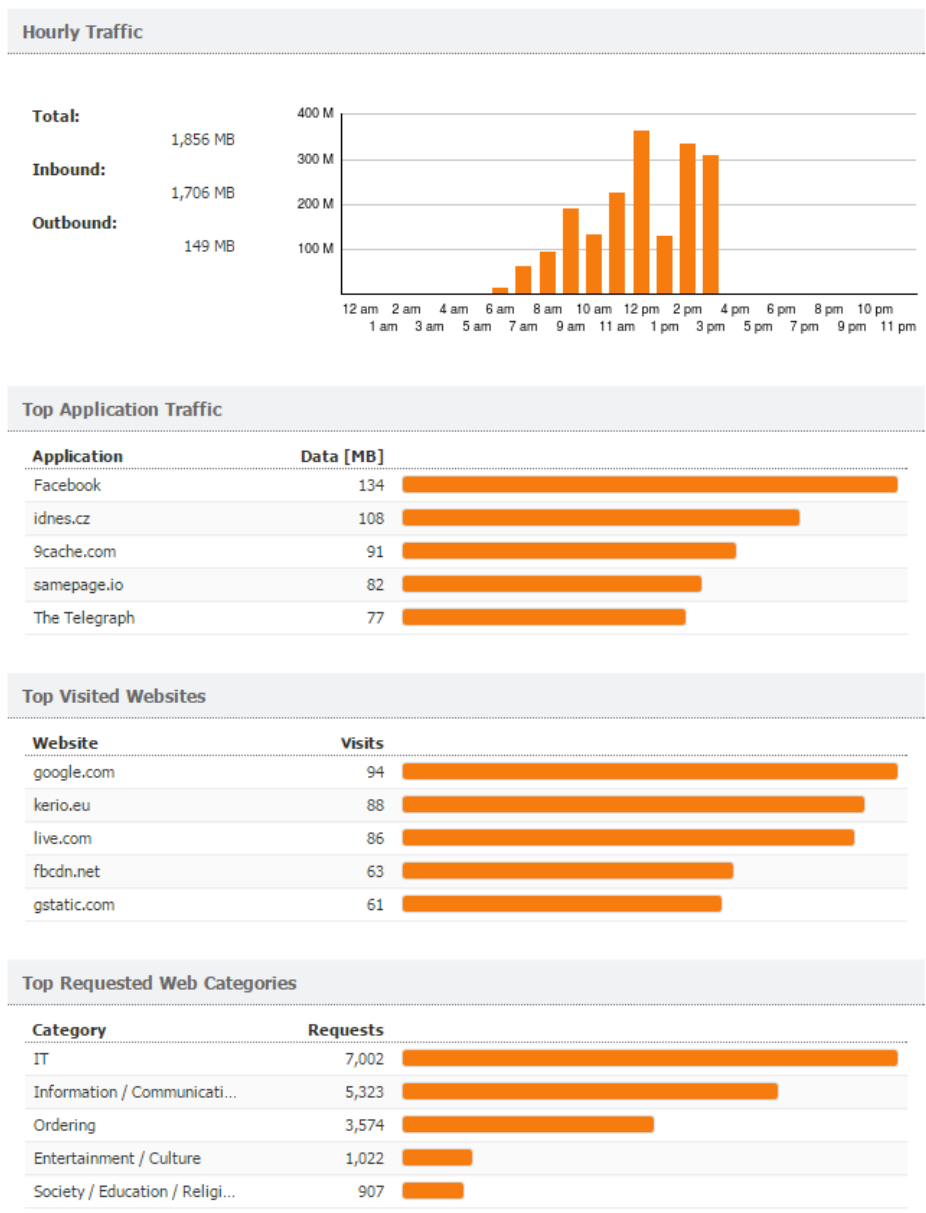 Hourly Traffic
Total:
1,856 MB
Inbound:
1,706 MB
Outbound:
149 MB
400 M
300 M
200 M
100 M
12 am 2 am 4 am 6 am 8 am 10 am 12 pm 2 pm 4 pm 6 pm 8 pm 10 pm
1 am 3 am 5 am 7 am 9 am 11 am 1 pm 3 pm 5 pm 7 pm 9 pm 11 pm
Top Application Traffic
Application Data [MB]
Facebook 134
idnes.cz 108
9cache.com 91
samepage.io 82
The Telegraph 77
Top Visited Websites
Website Visits
google.com 94
kerio.eu 88
live.com 86
fbcdn.net 63
gstatic.com 61
Top Requested Web Categories
Category Requests
IT 7,002
Information / Communicati... 5,323
Ordering 3,574
Entertainment / Culture 1,022
Society / Education / Religi... 907